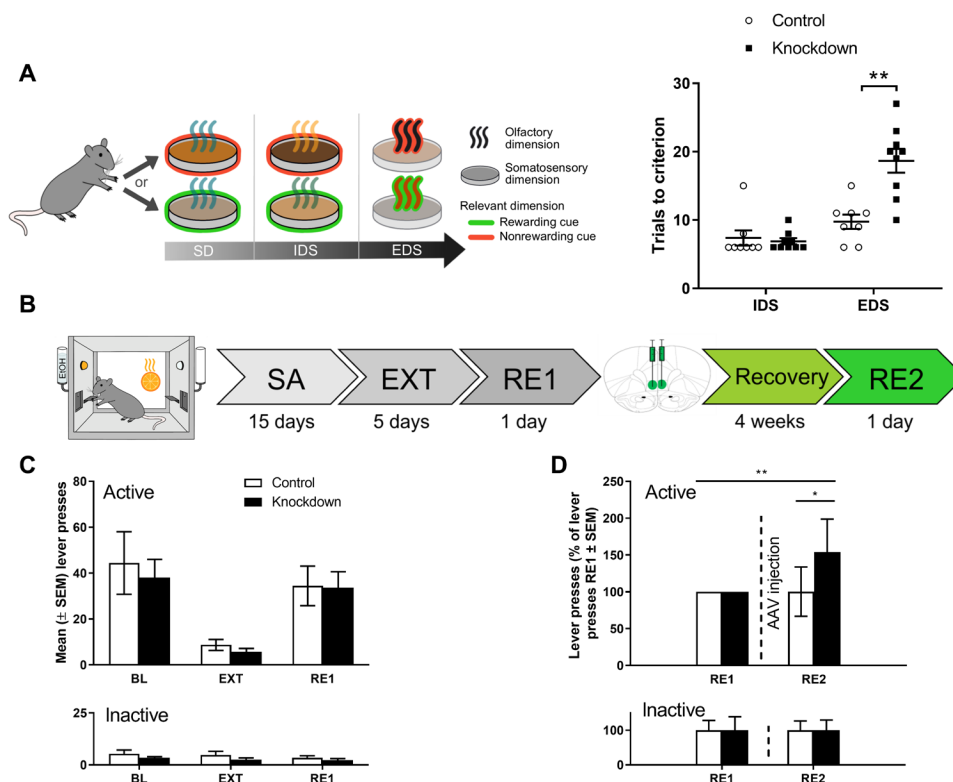 A
or
SD
IDS
EDS
Olfactory
dimension
Somatosensory
dimension
Relevant dimension
Rewarding cue
Nonrewarding cue
Control
Knockdown
**
Trials to criterion
30
20
10
0
IDS
EDS
B
EtOH
SA
EXT
RE1
Recovery
RE2
15 days
5 days
1 day
4 weeks
1 day
C
Mean (± SEM) lever presses
80
60
40
20
0
Active
Control
Knockdown
BL
EXT
RE1
25
0
Inactive
BL
EXT
RE1
D
Lever presses (% of lever
presses RE1 ± SEM)
250
200
150
100
50
0
Active
**
*
AAV injection
RE1
RE2
100
0
Inactive
RE1
RE2